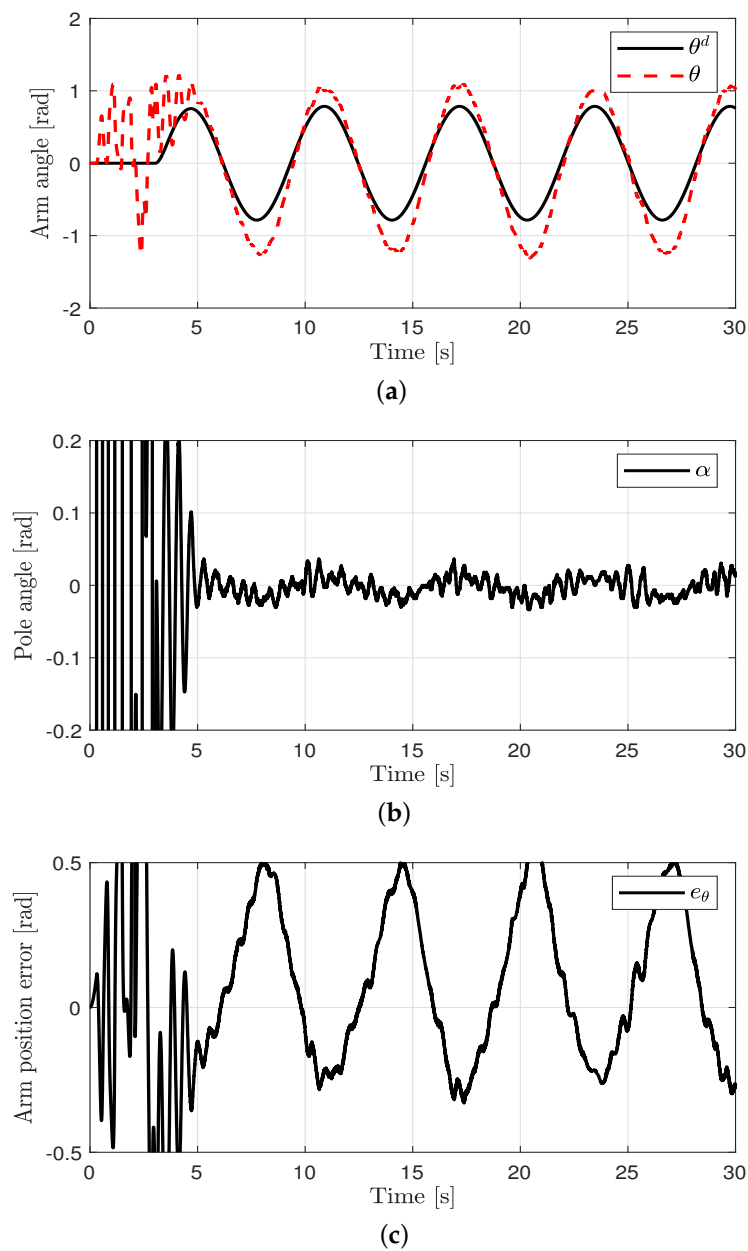 2
1
0
-1
-2
Arm angle [rad]
θᵈ
θ
0 5 10 15 20 25 30
Time [s]
(a)
0.2
0.1
0
-0.1
-0.2
Pole angle [rad]
α
0 5 10 15 20 25 30
Time [s]
(b)
0.5
0
-0.5
Arm position error [rad]
e_θ
0 5 10 15 20 25 30
Time [s]
(c)